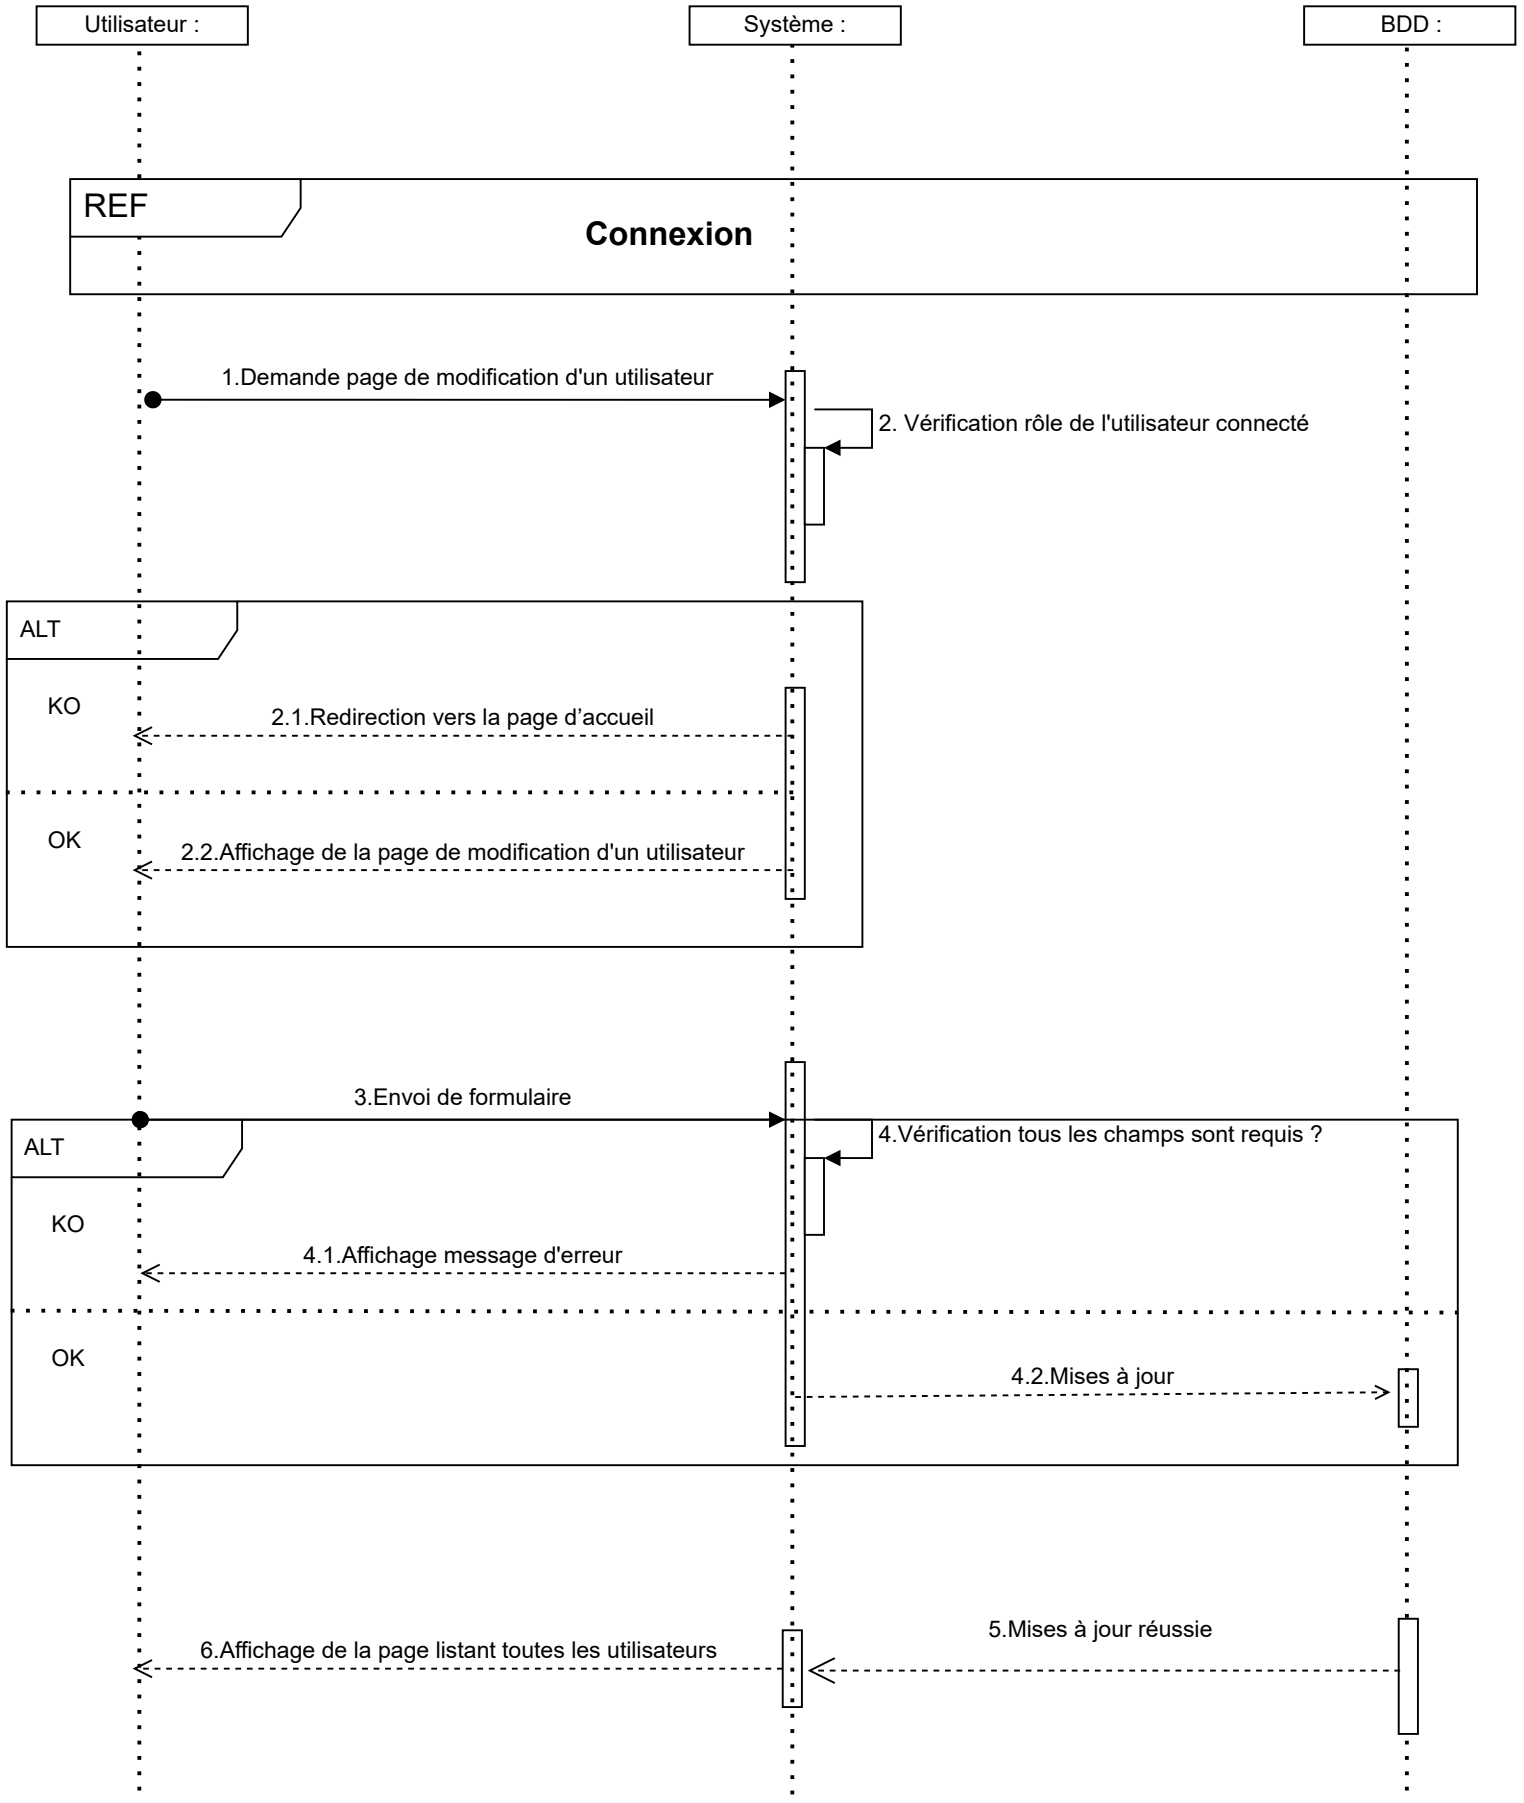 Utilisateur :
Système :
BDD :
REF
Connexion
1.Demande page de modification d'un utilisateur
2. Vérification rôle de l'utilisateur connecté
ALT
KO
2.1.Redirection vers la page d’accueil
OK
2.2.Affichage de la page de modification d'un utilisateur
3.Envoi de formulaire
ALT
4.Vérification tous les champs sont requis ?
KO
4.1.Affichage message d'erreur
OK
4.2.Mises à jour
5.Mises à jour réussie
6.Affichage de la page listant toutes les utilisateurs